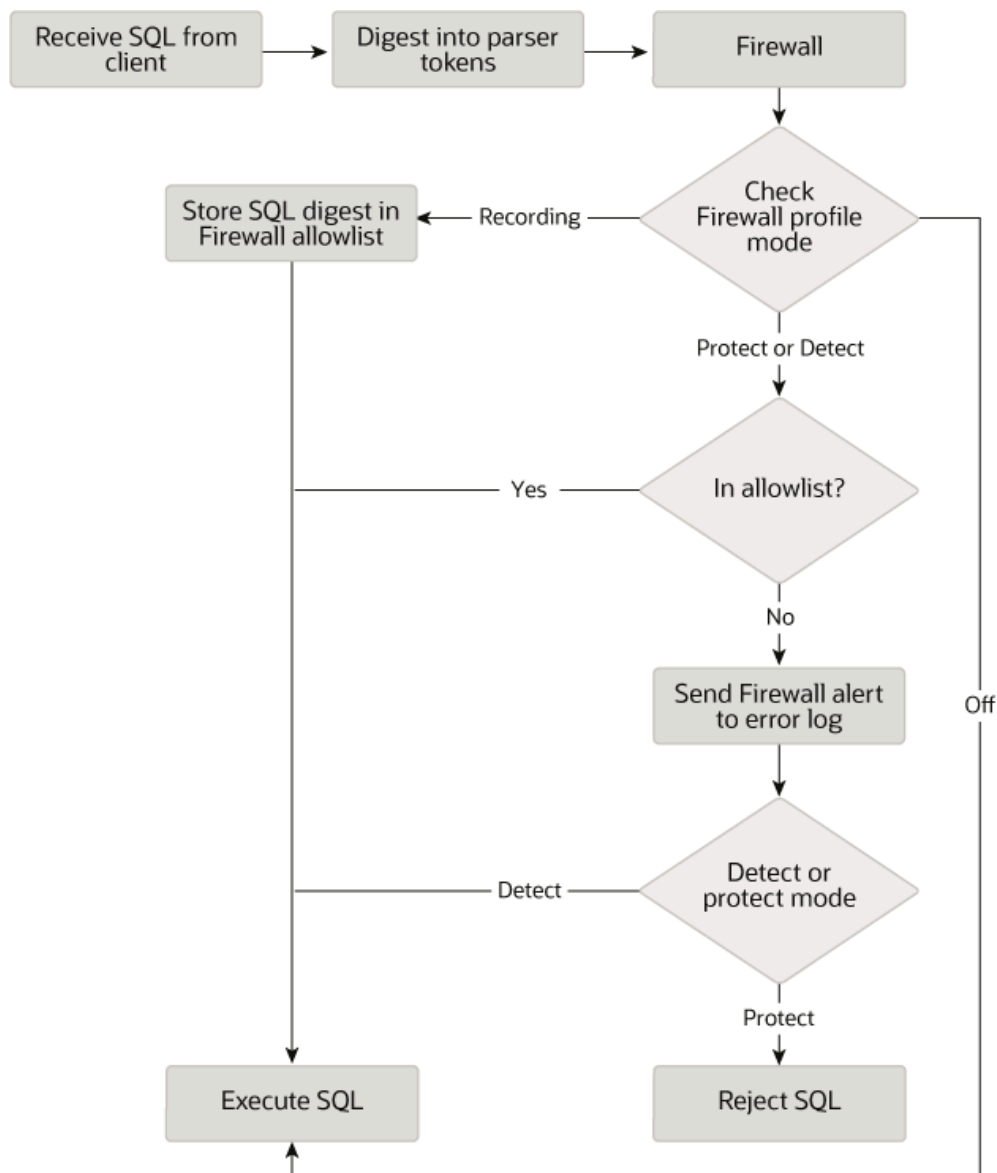 Receive SQL from
client
Digest into parser
tokens
Firewall
Check
Firewall profile
mode
Recording
Store SQL digest in
Firewall allowlist
Protect or Detect
In allowlist?
Yes
No
Send Firewall alert
to error log
Off
Detect or
protect mode
Detect
Protect
Execute SQL
Reject SQL